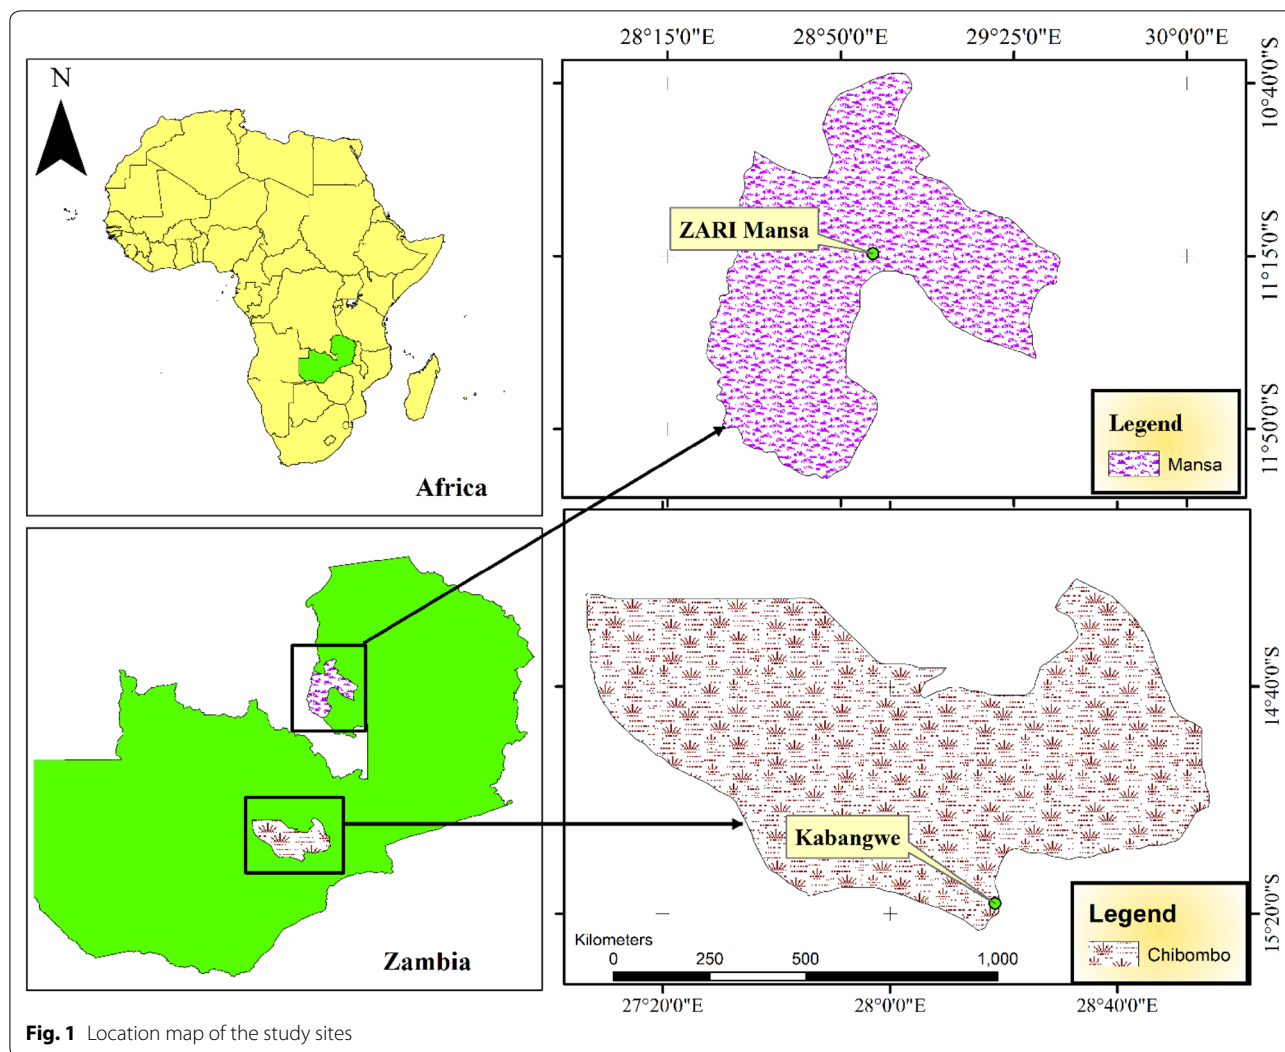 N
Africa
28°15'0"E 28°50'0"E 29°25'0"E 30°0'0"E
10°40'0"S
11°15'0"S
11°50'0"S
ZARI Mansa
Legend
Mansa
Zambia
14°40'0"S
15°20'0"S
Kabangwe
Legend
Chibombo
Kilometers
0 250 500 1,000
27°20'0"E 28°0'0"E 28°40'0"E
Fig. 1 Location map of the study sites